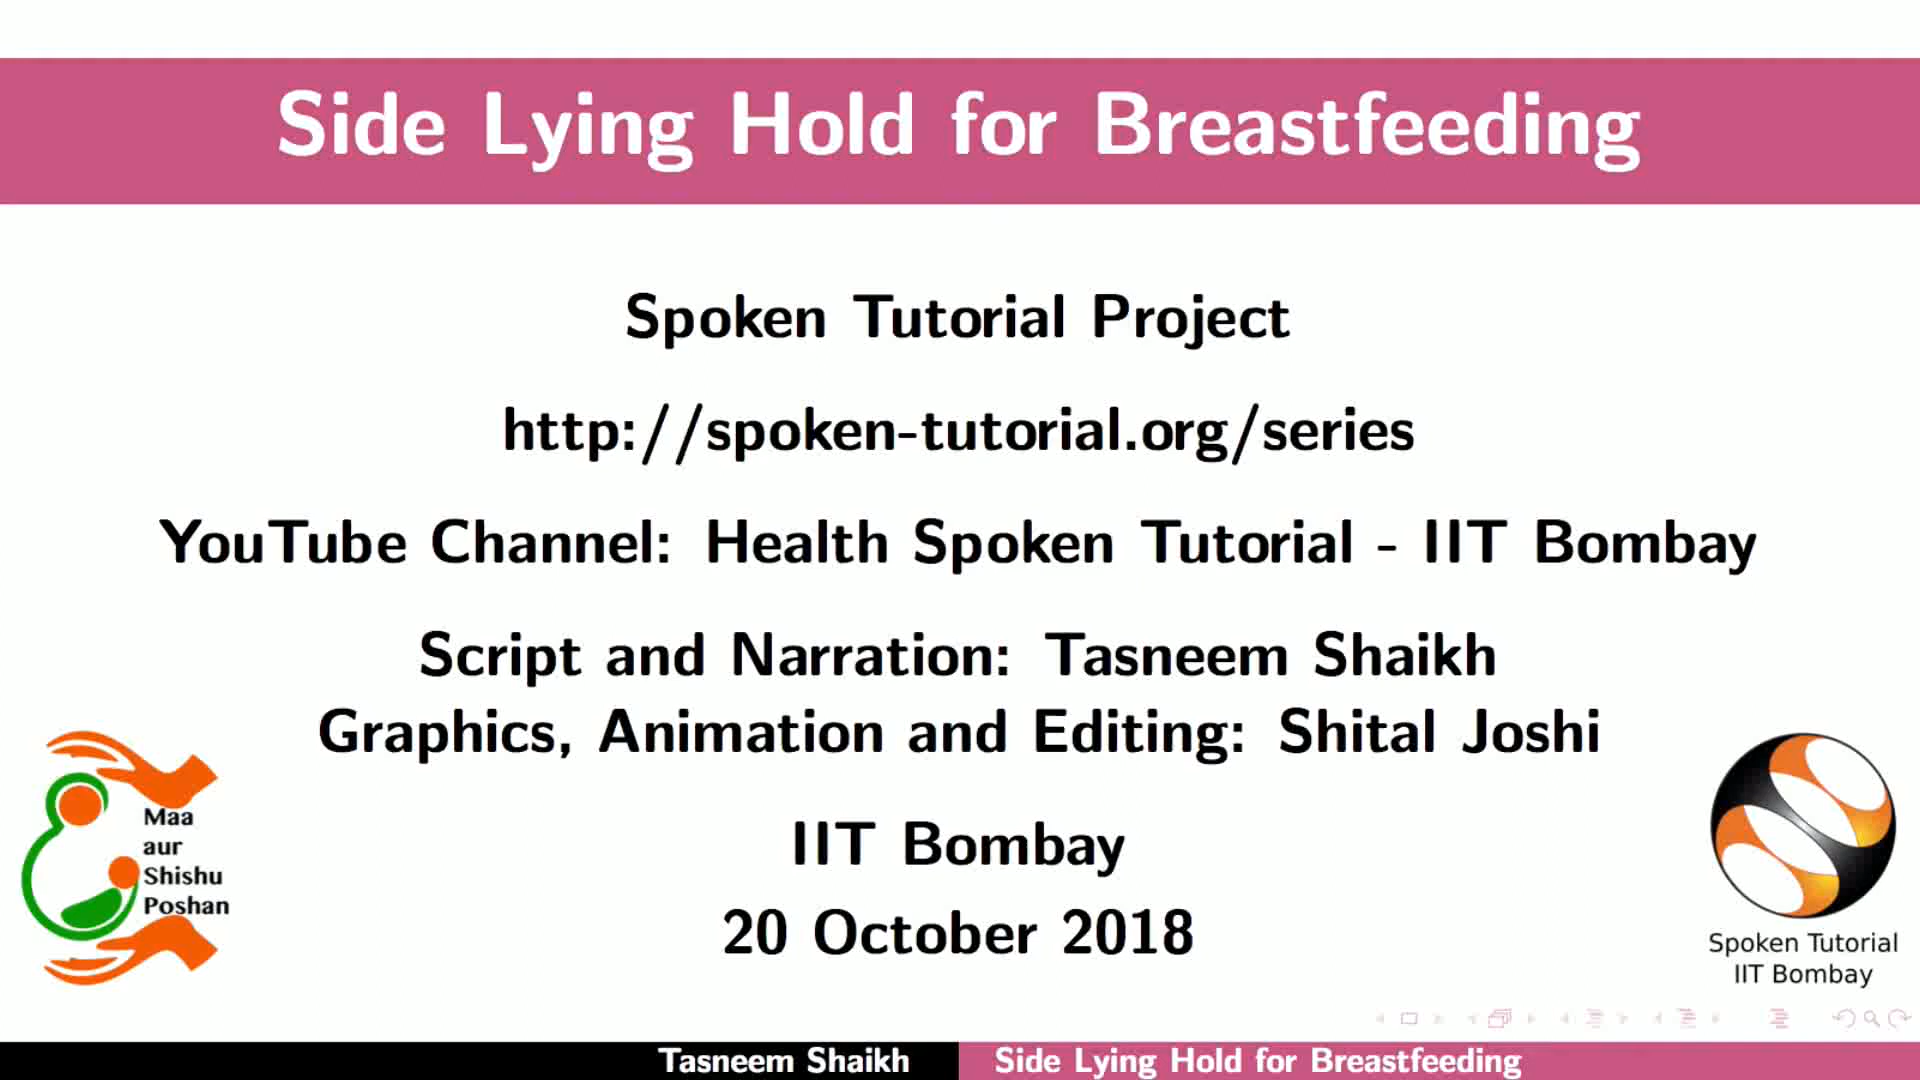 Side Lying Hold for Breastfeeding
Spoken Tutorial Project
http://spoken-tutorial.org/series
YouTube Channel: Health Spoken Tutorial - IIT Bombay
Script and Narration: Tasneem Shaikh
Graphics, Animation and Editing: Shital Joshi
IIT Bombay
20 October 2018
Maa
aur
Shishu
Poshan
Spoken Tutorial
IIT Bombay
Tasneem Shaikh
Side Lying Hold for Breastfeeding